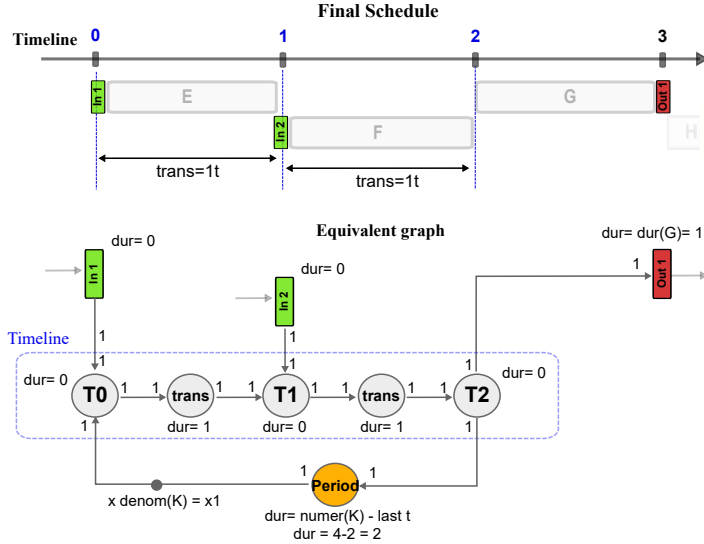 Final Schedule
Timeline 0 1 2 3
In 1 E G Out 1
In 2 F H
trans=1t trans=1t
Equivalent graph
dur= dur(G)= 1
dur= 0
In 1
dur= 0
In 2
1 Out 1
1 1
Timeline
1 1 1
dur= 0 dur= 0
T0 1 1 trans 1 1 T1 1 1 trans 1 1 T2
1 dur= 1 dur= 0 dur= 1 1
1 Period 1
x denom(K) = x1
dur= numer(K) - last t
dur = 4-2 = 2